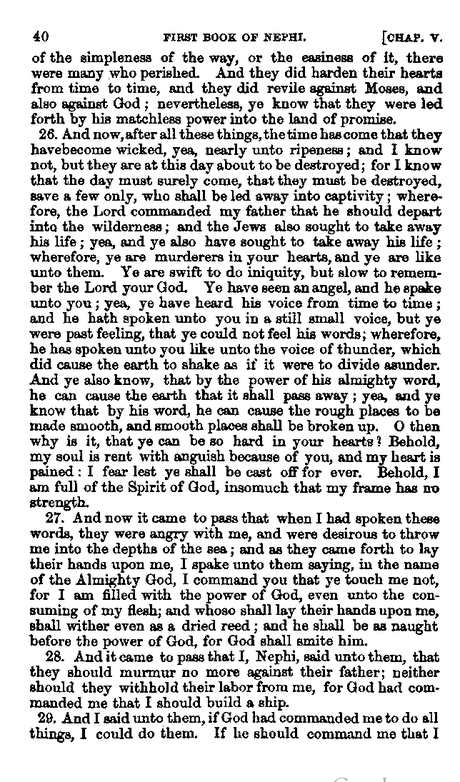 40 FIRST BOOK OF NEPHI. [CHAP. V.
of the simpleness of the way, or the easiness of it, there
were many who perished. And they did harden their hearts
from time to time, and they did revile against Moses, and
also against God; nevertheless, ye know that they were led
forth by his matchless power into the land of promise.
26. And now, after all these things, the time has come that they
havebecome wicked, yea, nearly unto ripeness; and I know
not, but they are at this day about to be destroyed; for I know
that the day must surely come, that they must be destroyed,
save a few only, who shall be led away into captivity; where-
fore, the Lord commanded my father that he should depart
into the wilderness; and the Jews also sought to take away
his life; yea, and ye also have sought to take away his life;
wherefore, ye are murderers in your hearts, and ye are like
unto them. Ye are swift to do iniquity, but slow to remem-
ber the Lord your God. Ye have seen an angel, and he spake
unto you; yea, ye have heard his voice from time to time;
and he hath spoken unto you in a still small voice, but ye
were past feeling, that ye could not feel his words; wherefore,
he has spoken unto you like unto the voice of thunder, which
did cause the earth to shake as if it were to divide asunder.
And ye also know, that by the power of his almighty word,
he can cause the earth that it shall pass away; yea, and ye
know that by his word, he can cause the rough places to be
made smooth, and smooth places shall be broken up. O then
why is it, that ye can be so hard in your hearts? Behold,
my soul is rent with anguish because of you, and my heart is
pained: I fear lest ye shall be cast off for ever. Behold, I
am full of the Spirit of God, insomuch that my frame has no
strength.
27. And now it came to pass that when I had spoken these
words, they were angry with me, and were desirous to throw
me into the depths of the sea; and as they came forth to lay
their hands upon me, I spake unto them saying, in the name
of the Almighty God, I command you that ye touch me not,
for I am filled with the power of God, even unto the con-
suming of my flesh; and whoso shall lay their hands upon me,
shall wither even as a dried reed; and he shall be as naught
before the power of God, for God shall smite him.
28. And it came to pass that I, Nephi, said unto them, that
they should murmur no more against their father; neither
should they withhold their labor from me, for God had com-
manded me that I should build a ship.
29. And I said unto them, if God had commanded me to do all
things, I could do them. If he should command me that I